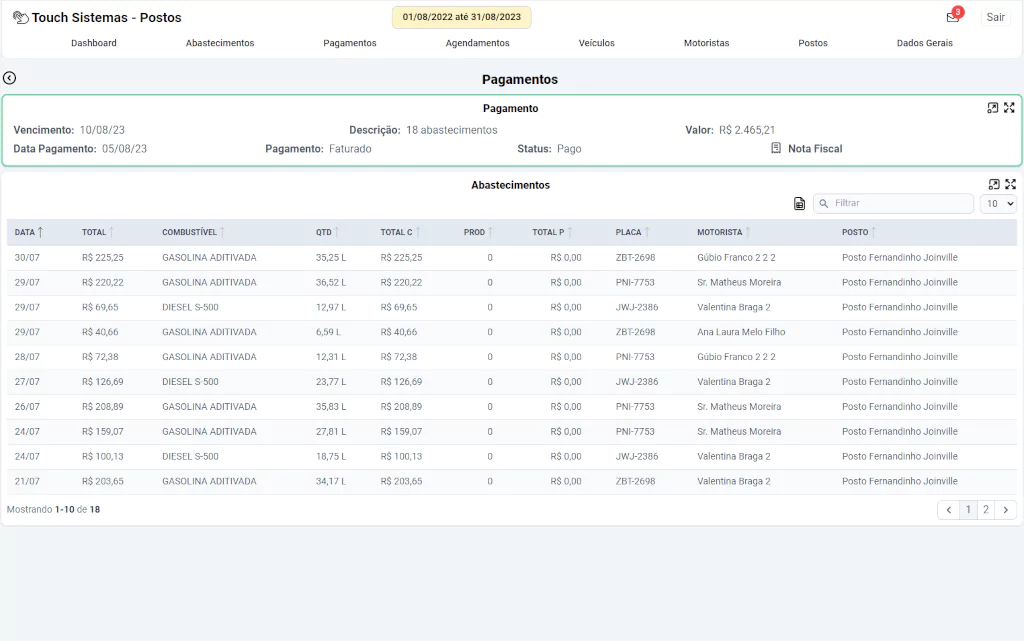 Touch Sistemas - Postos
01/08/2022 até 31/08/2023
3
Sair
Dashboard Abastecimentos Pagamentos Agendamentos Veículos Motoristas Postos Dados Gerais
Pagamentos
Pagamento
Vencimento: 10/08/23 Descrição: 18 abastecimentos Valor: R$ 2.465,21
Data Pagamento: 05/08/23 Pagamento: Faturado Status: Pago Nota Fiscal
Abastecimentos
Filtrar 10
DATA TOTAL COMBUSTÍVEL QTD TOTAL C PROD TOTAL P PLACA MOTORISTA POSTO
30/07 R$ 225,25 GASOLINA ADITIVADA 35,25 L R$ 225,25 0 R$ 0,00 ZBT-2698 Gúbio Franco 2 2 2 Posto Fernandinho Joinville
29/07 R$ 220,22 GASOLINA ADITIVADA 36,52 L R$ 220,22 0 R$ 0,00 PNI-7753 Sr. Matheus Moreira Posto Fernandinho Joinville
29/07 R$ 69,65 DIESEL S-500 12,97 L R$ 69,65 0 R$ 0,00 JWJ-2386 Valentina Braga 2 Posto Fernandinho Joinville
29/07 R$ 40,66 GASOLINA ADITIVADA 6,59 L R$ 40,66 0 R$ 0,00 ZBT-2698 Ana Laura Melo Filho Posto Fernandinho Joinville
28/07 R$ 72,38 GASOLINA ADITIVADA 12,31 L R$ 72,38 0 R$ 0,00 PNI-7753 Gúbio Franco 2 2 2 Posto Fernandinho Joinville
27/07 R$ 126,69 DIESEL S-500 23,77 L R$ 126,69 0 R$ 0,00 JWJ-2386 Valentina Braga 2 Posto Fernandinho Joinville
26/07 R$ 208,89 GASOLINA ADITIVADA 35,83 L R$ 208,89 0 R$ 0,00 PNI-7753 Sr. Matheus Moreira Posto Fernandinho Joinville
24/07 R$ 159,07 GASOLINA ADITIVADA 27,81 L R$ 159,07 0 R$ 0,00 PNI-7753 Sr. Matheus Moreira Posto Fernandinho Joinville
24/07 R$ 100,13 DIESEL S-500 18,75 L R$ 100,13 0 R$ 0,00 JWJ-2386 Valentina Braga 2 Posto Fernandinho Joinville
21/07 R$ 203,65 GASOLINA ADITIVADA 34,17 L R$ 203,65 0 R$ 0,00 ZBT-2698 Valentina Braga 2 Posto Fernandinho Joinville
Mostrando 1-10 de 18 1 2